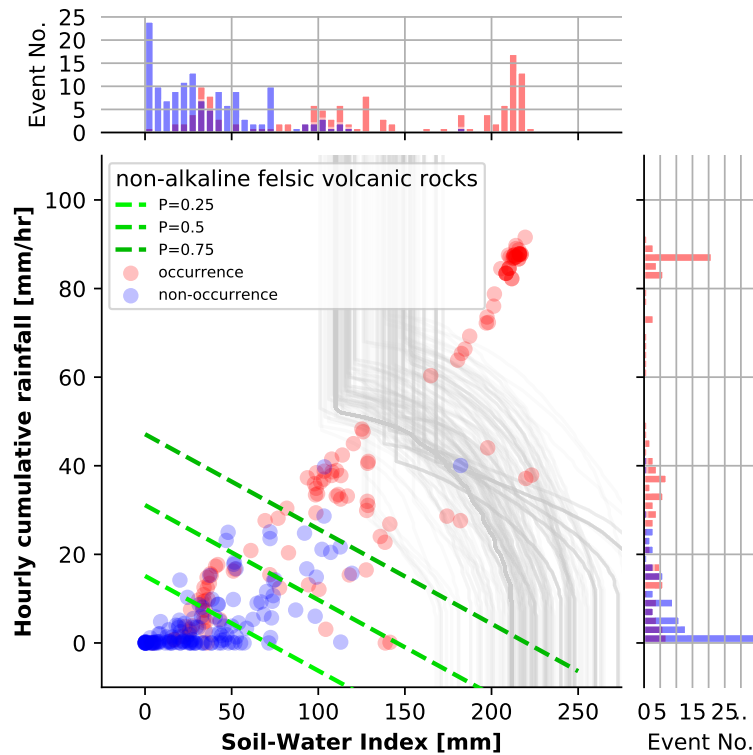 25
20
15
10
5
0
Event No.
non-alkaline felsic volcanic rocks
P=0.25
P=0.5
P=0.75
occurrence
non-occurrence
100
80
60
40
20
0
Hourly cumulative rainfall [mm/hr]
0 50 100 150 200 250
Soil-Water Index [mm]
0 5 15 25..
Event No.